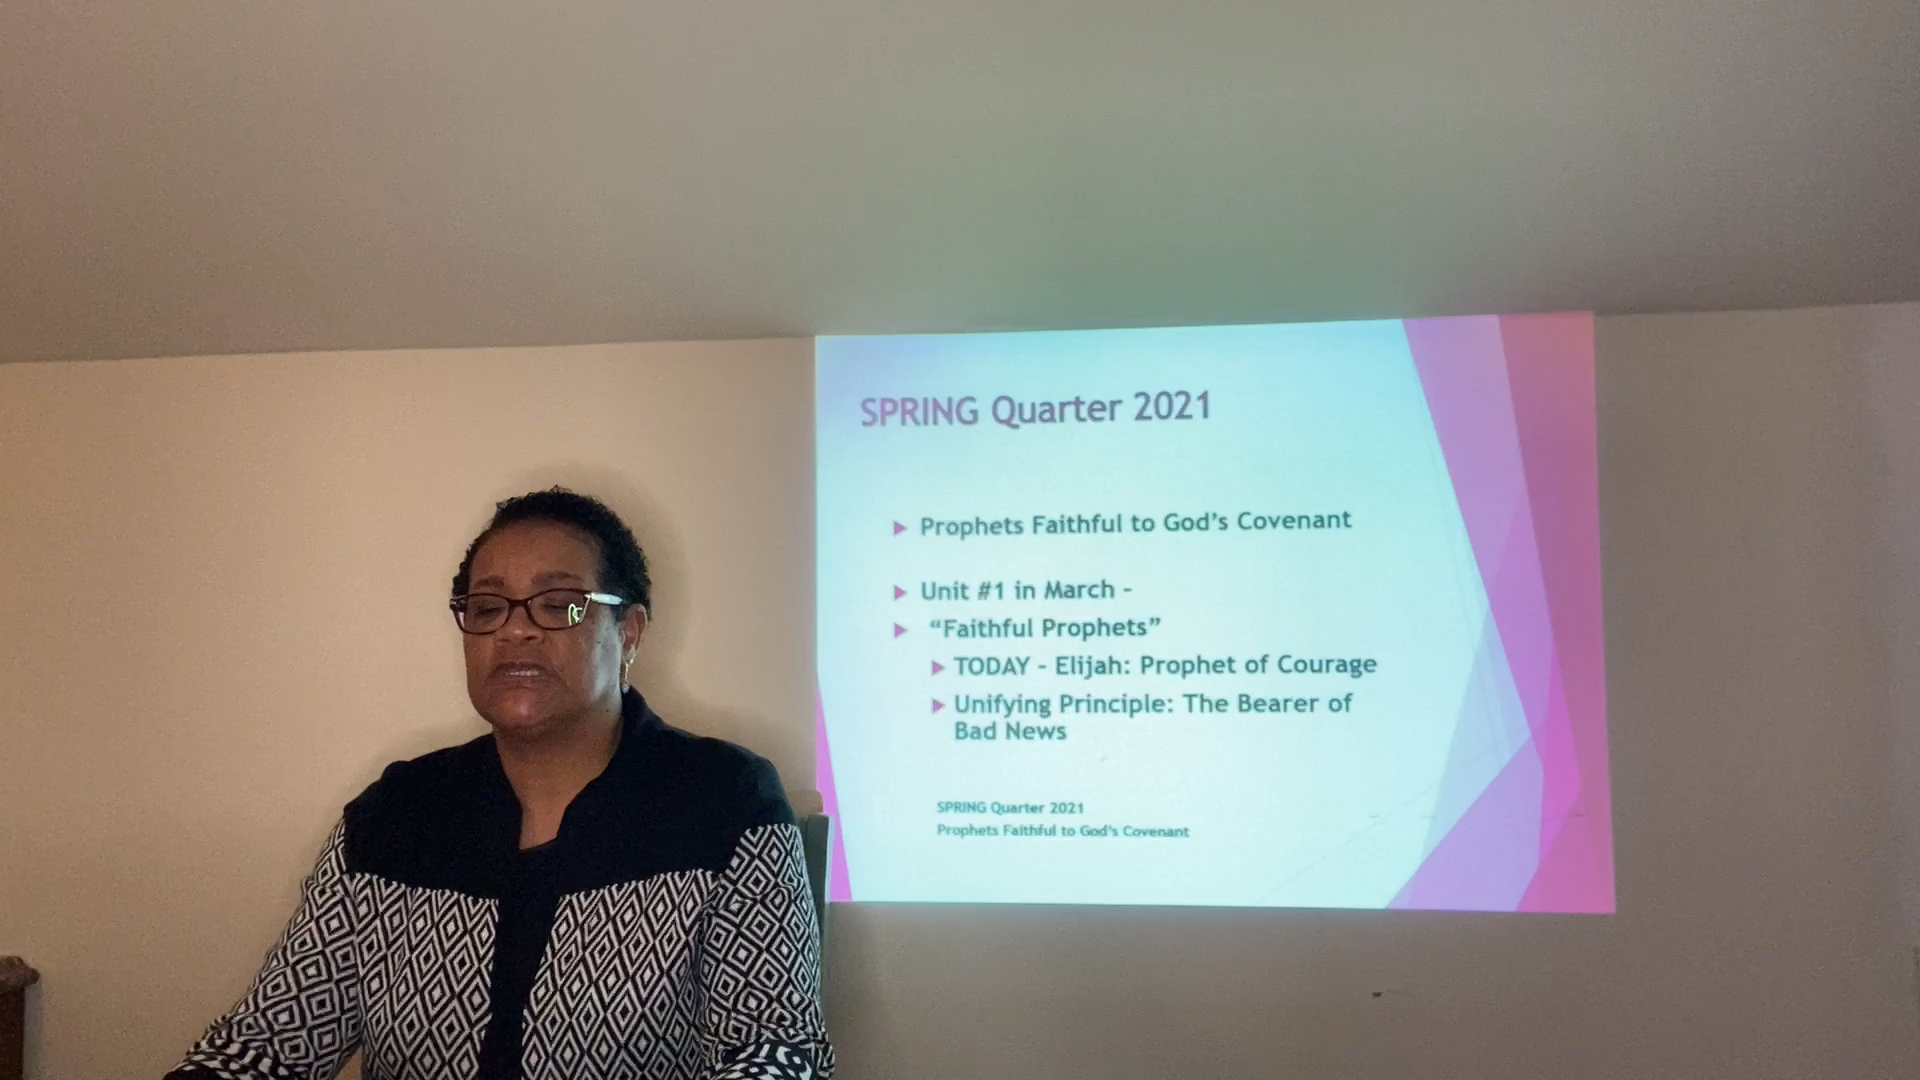 SPRING Quarter 2021
Prophets Faithful to God's Covenant
Unit #1 in March -
"Faithful Prophets"
TODAY - Elijah: Prophet of Courage
Unifying Principle: The Bearer of
Bad News
SPRING Quarter 2021
Prophets Faithful to God's Covenant